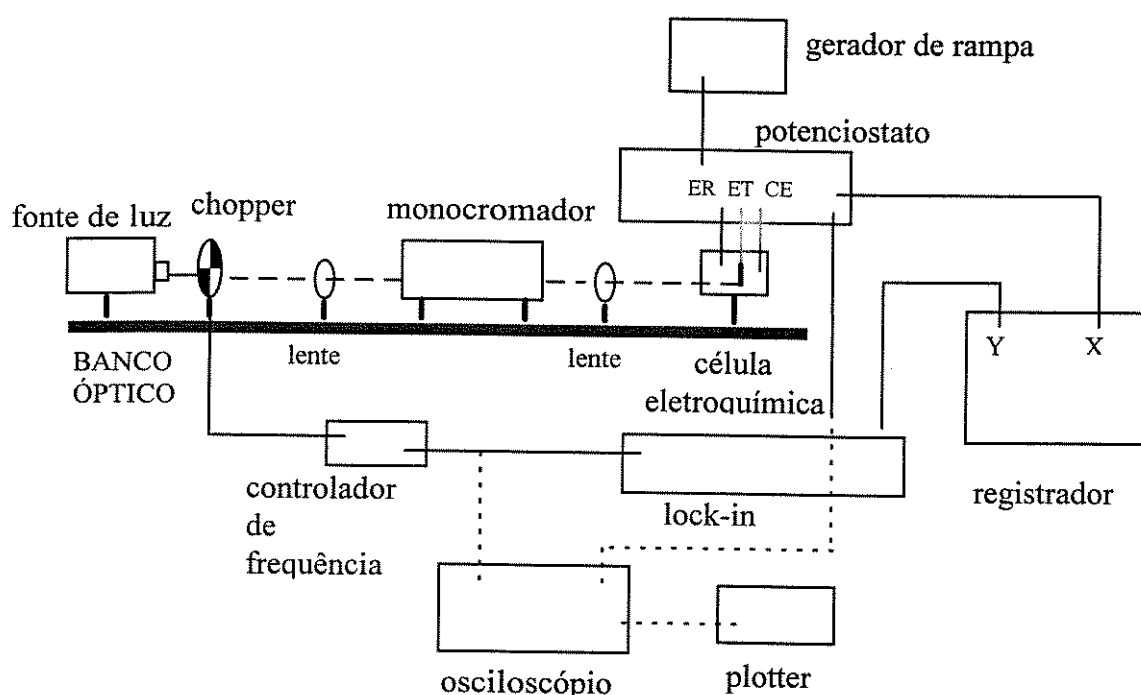 gerador de rampa
potenciostato
ER ET CE
fonte de luz
chopper
monocromador
BANCO
ÓPTICO
lente
lente
célula
eletroquímica
Y X
controlador
de
frequência
lock-in
registrador
osciloscópio
plotter